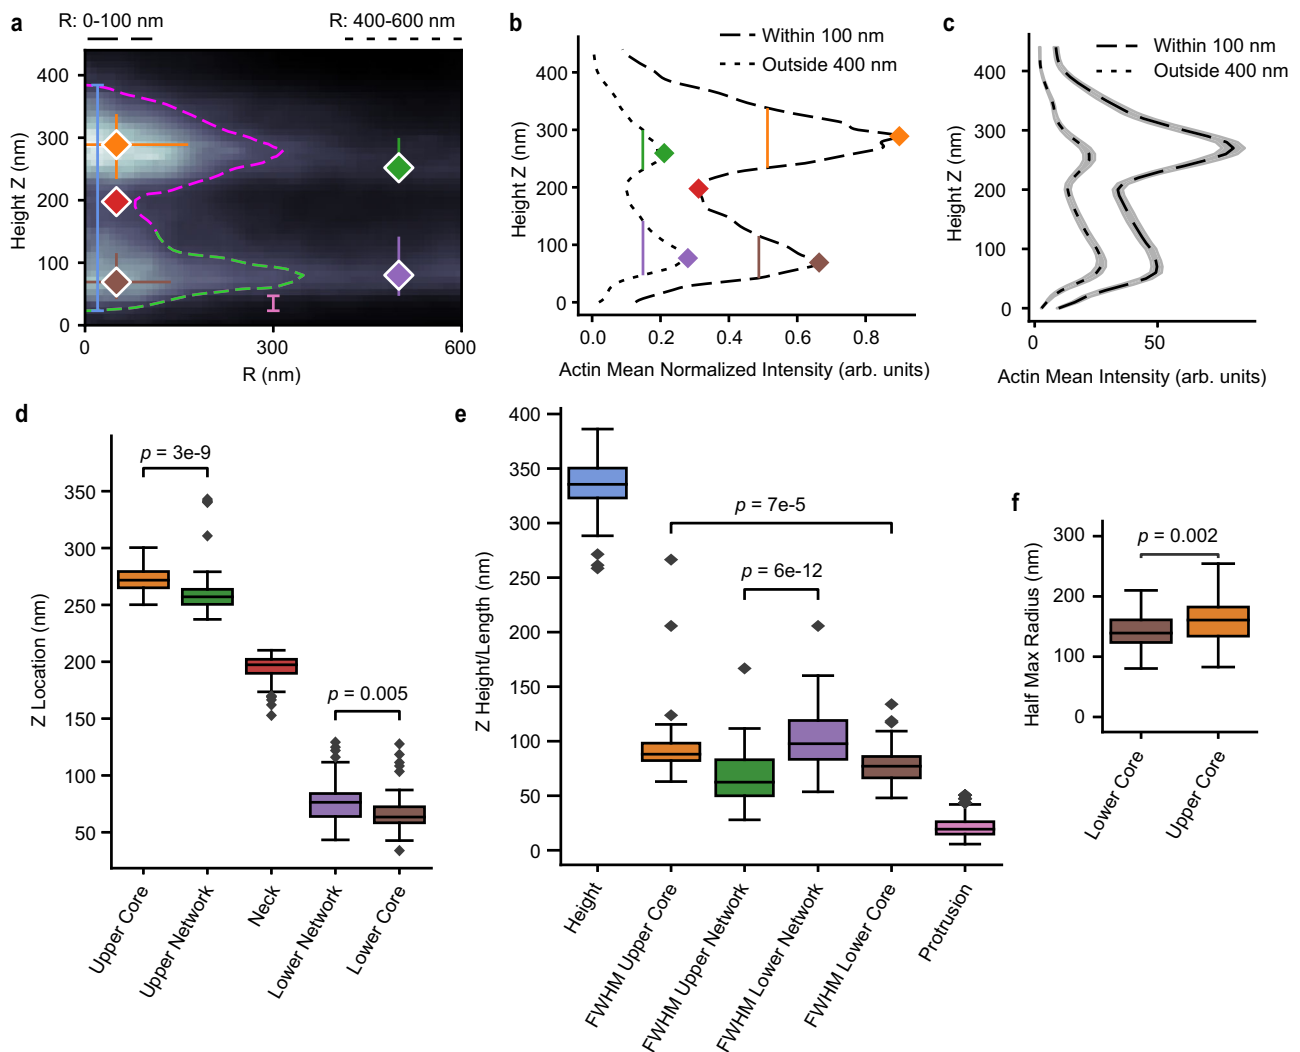 a
R: 0-100 nm
R: 400-600 nm
Height Z (nm)
400
300
200
100
0
0
300
600
R (nm)
b
Within 100 nm
Outside 400 nm
Height Z (nm)
400
300
200
100
0
0.0
0.2
0.4
0.6
0.8
Actin Mean Normalized Intensity (arb. units)
c
Within 100 nm
Outside 400 nm
Height Z (nm)
400
300
200
100
0
0
50
Actin Mean Intensity (arb. units)
d
p = 3e-9
p = 0.005
Z Location (nm)
350
300
250
200
150
100
50
Upper Core
Upper Network
Neck
Lower Network
Lower Core
e
p = 7e-5
p = 6e-12
Z Height/Length (nm)
400
350
300
250
200
150
100
50
0
Height
FWHM Upper Core
FWHM Upper Network
FWHM Lower Network
FWHM Lower Core
Protrusion
f
p = 0.002
Half Max Radius (nm)
300
200
100
0
Lower Core
Upper Core